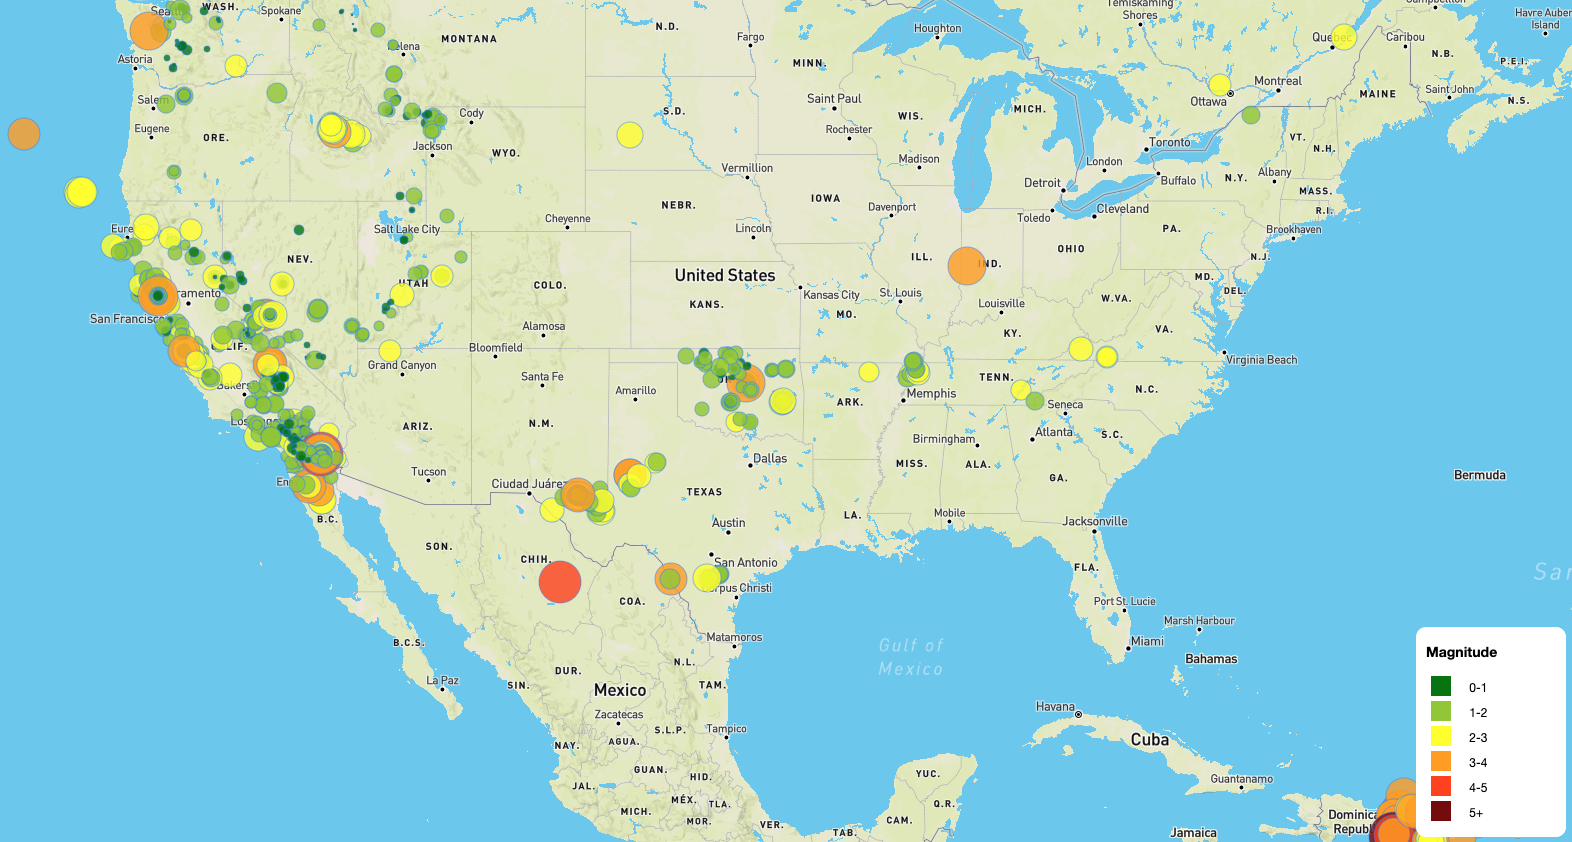 WASH.
Spokane
Helena
MONTANA
N.D.
Fargo
Houghton
Temiskaming
Shores
Campbellton
Havre Auber
Island
Quebec
Caribou
N.B.
P.E.I.
Astoria
MINN.
Saint Paul
WIS.
MICH.
Montreal
Ottawa
MAINE
Saint John
N.S.
Salem
Eugene
ORE.
Cody
Jackson
WYO.
S.D.
Rochester
Madison
Vermillion
Toronto
London
VT.
N.H.
Detroit
Buffalo
N.Y.
Albany
MASS.
R.I.
Eure
Salt Lake City
Cheyenne
NEBR.
Lincoln
IOWA
Davenport
Toledo
Cleveland
PA.
Brookhaven
N.J.
NEV.
UTAH
COLO.
United States
KANS.
Kansas City
MO.
ILL.
St. Louis
IND.
OHIO
Louisville
W.VA.
MD.
DEL.
ramento
San Francisco
CALIF.
Alamosa
Bloomfield
Grand Canyon
KY.
VA.
Virginia Beach
Bakers
Santa Fe
Amarillo
ARK.
Memphis
TENN.
N.C.
Seneca
Los Angeles
ARIZ.
N.M.
Birmingham
Atlanta
S.C.
Tucson
Dallas
MISS.
ALA.
GA.
Bermuda
En
Ciudad Juárez
TEXAS
B.C.
Austin
LA.
Mobile
Jacksonville
SON.
CHIH.
San Antonio
FLA.
Sar
rpus Christi
COA.
Port St. Lucie
Marsh Harbour
B.C.S.
Matamoros
Gulf of
Mexico
Miami
Bahamas
N.L.
DUR.
La Paz
SIN.
Mexico
TAM.
Zacatecas
Havana
Tampico
S.L.P.
NAY.
AGUA.
Cuba
GUAN.
HID.
YUC.
Guantanamo
JAL.
MÉX.
TLA.
Q.R.
MICH.
MOR.
VER.
TAB.
CAM.
Jamaica
Dominica
Republ
Magnitude
0-1
1-2
2-3
3-4
4-5
5+